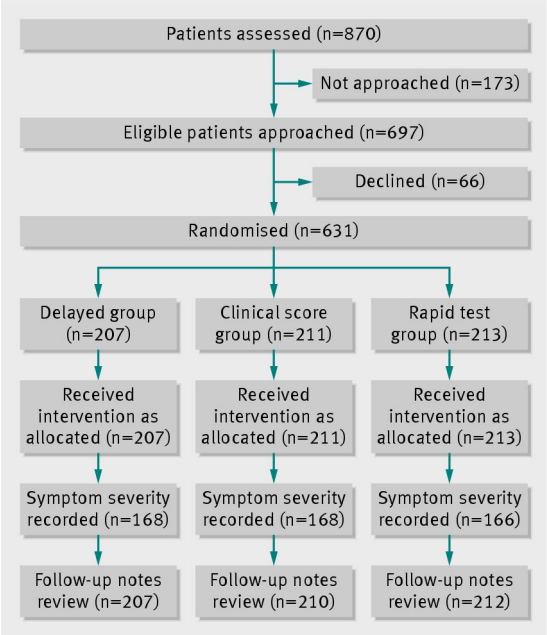 Patients assessed (n=870)
Not approached (n=173)
Eligible patients approached (n=697)
Declined (n=66)
Randomised (n=631)
Delayed group
(n=207)
Clinical score
group (n=211)
Rapid test
group (n=213)
Received
intervention as
allocated (n=207)
Received
intervention as
allocated (n=211)
Received
intervention as
allocated (n=213)
Symptom severity
recorded (n=168)
Symptom severity
recorded (n=168)
Symptom severity
recorded (n=166)
Follow-up notes
review (n=207)
Follow-up notes
review (n=210)
Follow-up notes
review (n=212)